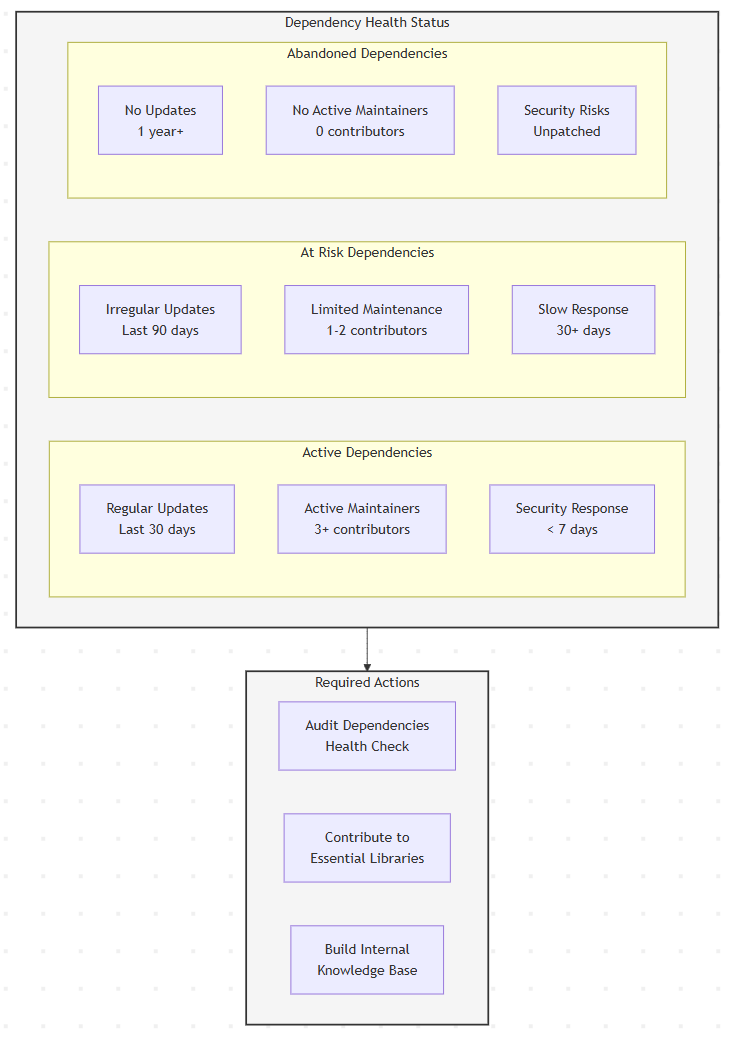 Dependency Health Status
Abandoned Dependencies
No Updates
1 year+
No Active Maintainers
0 contributors
Security Risks
Unpatched
At Risk Dependencies
Irregular Updates
Last 90 days
Limited Maintenance
1-2 contributors
Slow Response
30+ days
Active Dependencies
Regular Updates
Last 30 days
Active Maintainers
3+ contributors
Security Response
< 7 days
Required Actions
Audit Dependencies
Health Check
Contribute to
Essential Libraries
Build Internal
Knowledge Base